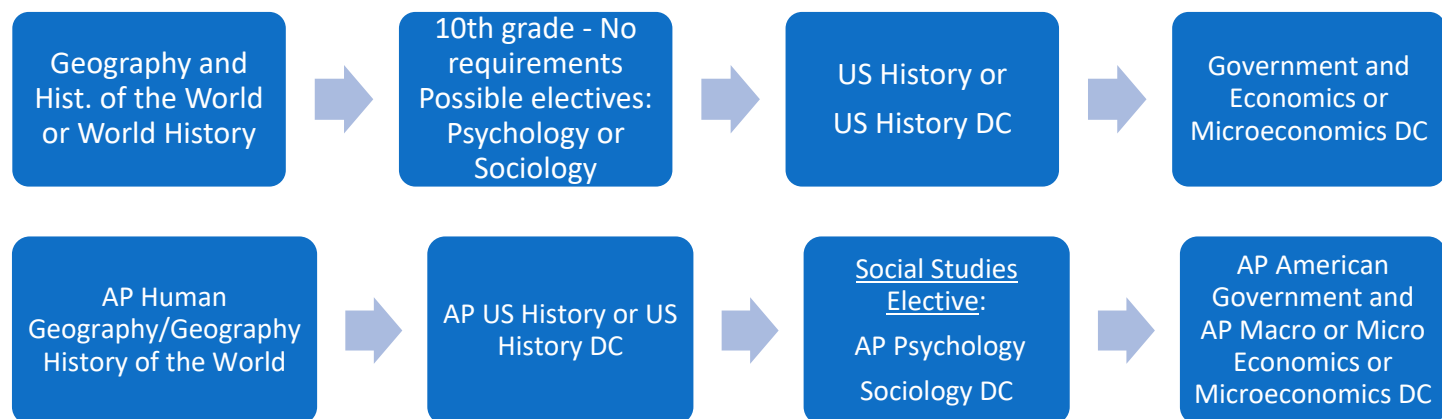 Geography and
Hist. of the World
or World History
10th grade - No
requirements
Possible electives:
Psychology or
Sociology
US History or
US History DC
Government and
Economics or
Microeconomics DC
AP Human
Geography/Geography
History of the World
AP US History or US
History DC
Social Studies
Elective:
AP Psychology
Sociology DC
AP American
Government and
AP Macro or Micro
Economics or
Microeconomics DC